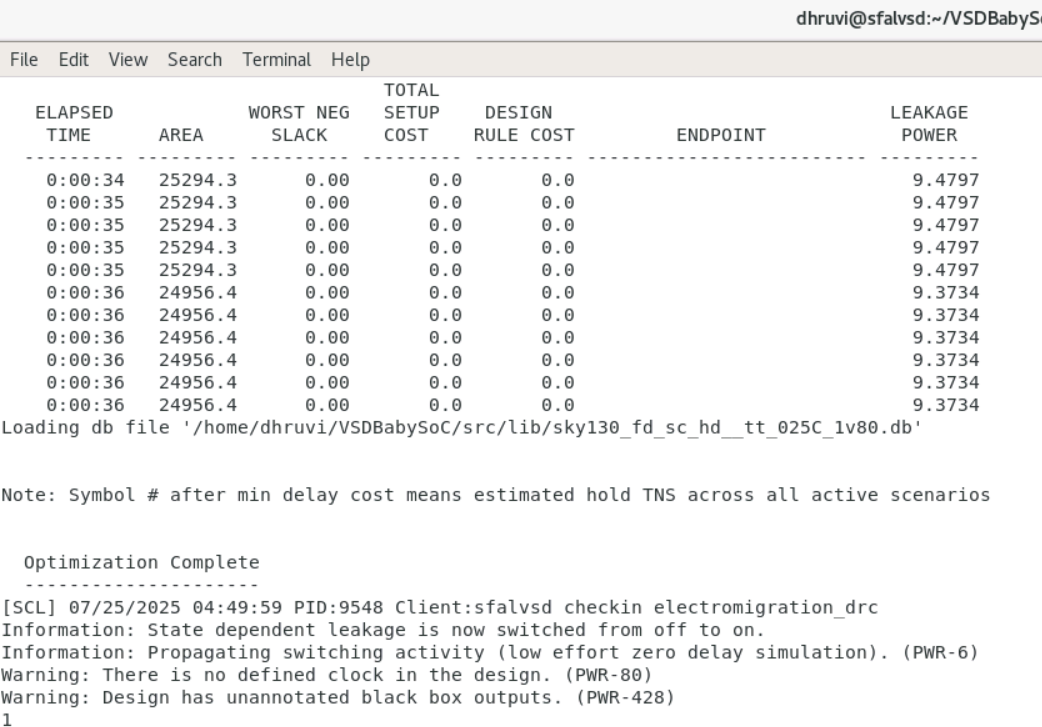 dhruvi@sfalvsd:~/VSDBabyS
File Edit View Search Terminal Help
                                  TOTAL
   ELAPSED            WORST NEG   SETUP    DESIGN                              LEAKAGE
    TIME      AREA      SLACK     COST    RULE COST         ENDPOINT            POWER
  --------- --------- --------- --------- --------- ------------------------- ---------
    0:00:34   25294.3      0.00       0.0       0.0                              9.4797
    0:00:35   25294.3      0.00       0.0       0.0                              9.4797
    0:00:35   25294.3      0.00       0.0       0.0                              9.4797
    0:00:35   25294.3      0.00       0.0       0.0                              9.4797
    0:00:35   25294.3      0.00       0.0       0.0                              9.4797
    0:00:36   24956.4      0.00       0.0       0.0                              9.3734
    0:00:36   24956.4      0.00       0.0       0.0                              9.3734
    0:00:36   24956.4      0.00       0.0       0.0                              9.3734
    0:00:36   24956.4      0.00       0.0       0.0                              9.3734
    0:00:36   24956.4      0.00       0.0       0.0                              9.3734
    0:00:36   24956.4      0.00       0.0       0.0                              9.3734
Loading db file '/home/dhruvi/VSDBabySoC/src/lib/sky130_fd_sc_hd__tt_025C_1v80.db'
Note: Symbol # after min delay cost means estimated hold TNS across all active scenarios
  Optimization Complete
  ---------------------
[SCL] 07/25/2025 04:49:59 PID:9548 Client:sfalvsd checkin electromigration_drc
Information: State dependent leakage is now switched from off to on.
Information: Propagating switching activity (low effort zero delay simulation). (PWR-6)
Warning: There is no defined clock in the design. (PWR-80)
Warning: Design has unannotated black box outputs. (PWR-428)
1